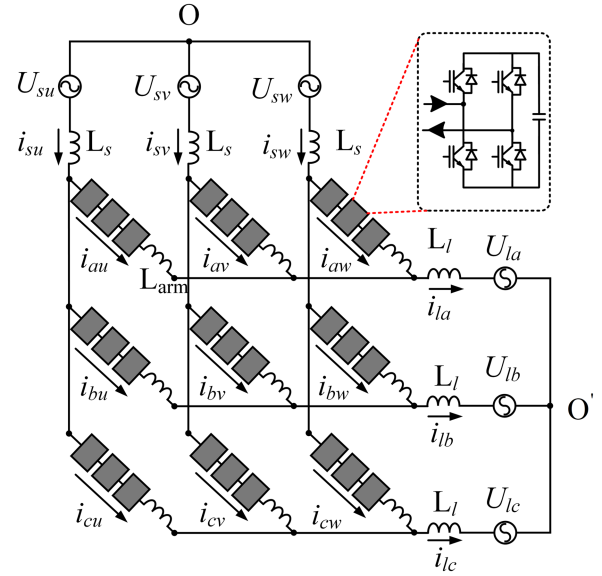 O
U_su U_sv U_sw
i_su L_s i_sv L_s i_sw L_s
i_au L_arm i_av i_aw L_l U_la
i_la
i_bu i_bv i_bw L_l U_lb
i_lb
O'
i_cu i_cv i_cw L_l U_lc
i_lc